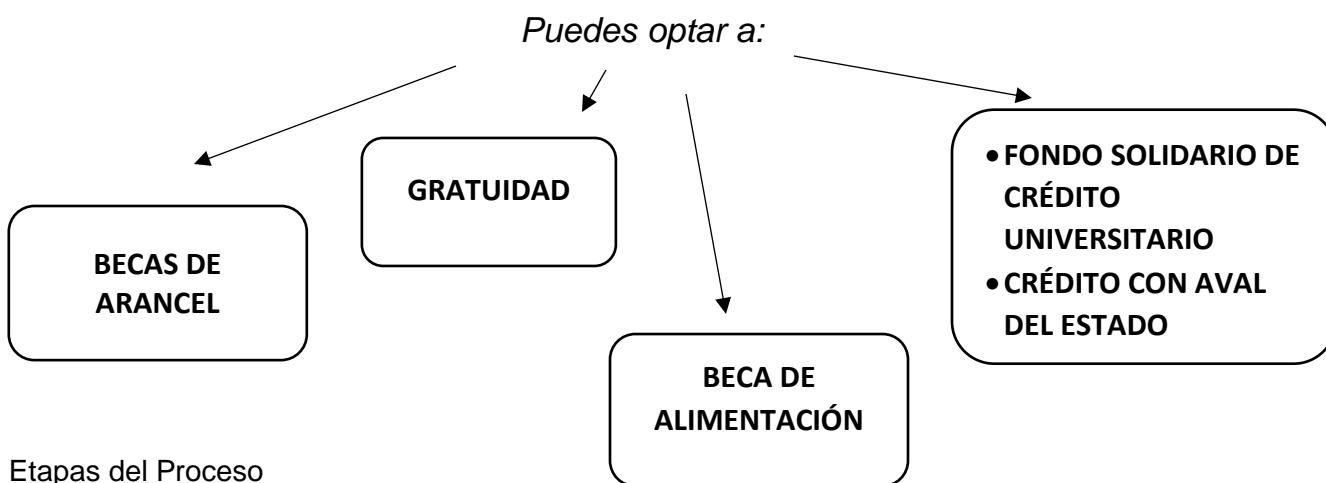 Puedes optar a:
BECAS DE
ARANCEL
GRATUIDAD
BECA DE
ALIMENTACIÓN
• FONDO SOLIDARIO DE
CRÉDITO
UNIVERSITARIO
• CRÉDITO CON AVAL
DEL ESTADO
Etapas del Proceso